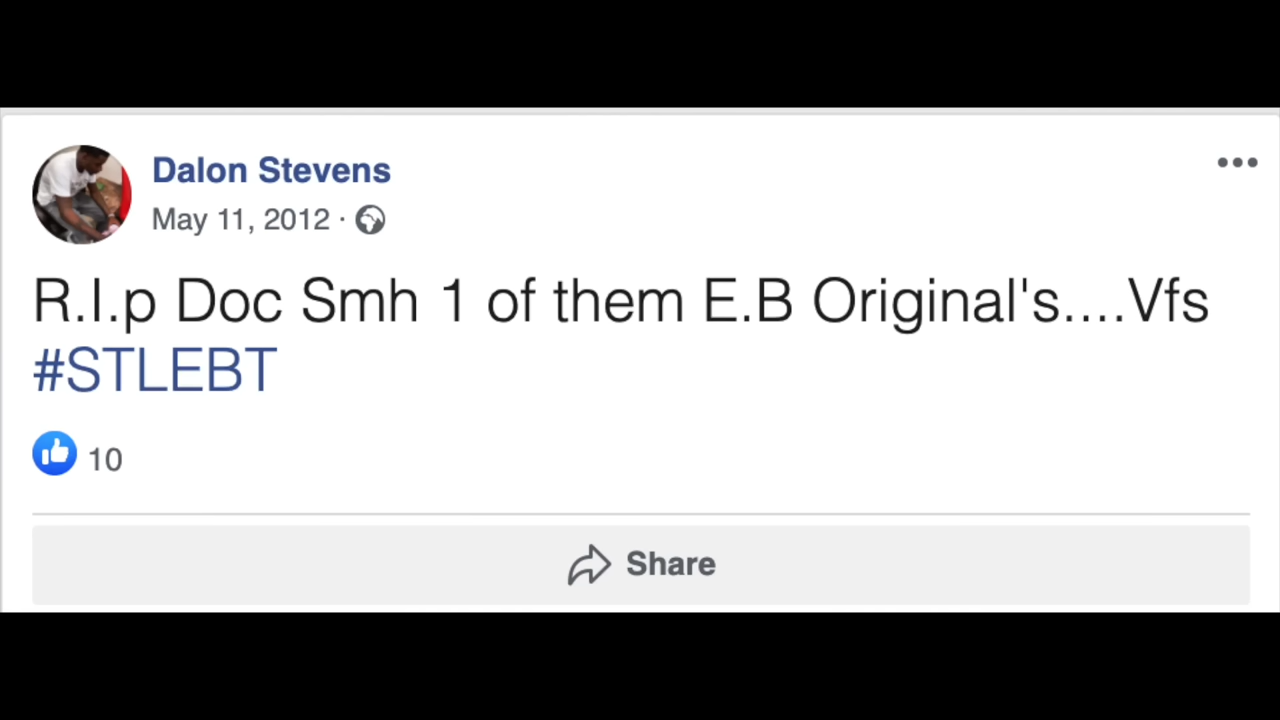 Dalon Stevens
May 11, 2012 ·
R.I.p Doc Smh 1 of them E.B Original's....Vfs
#STLEBT
10
Share